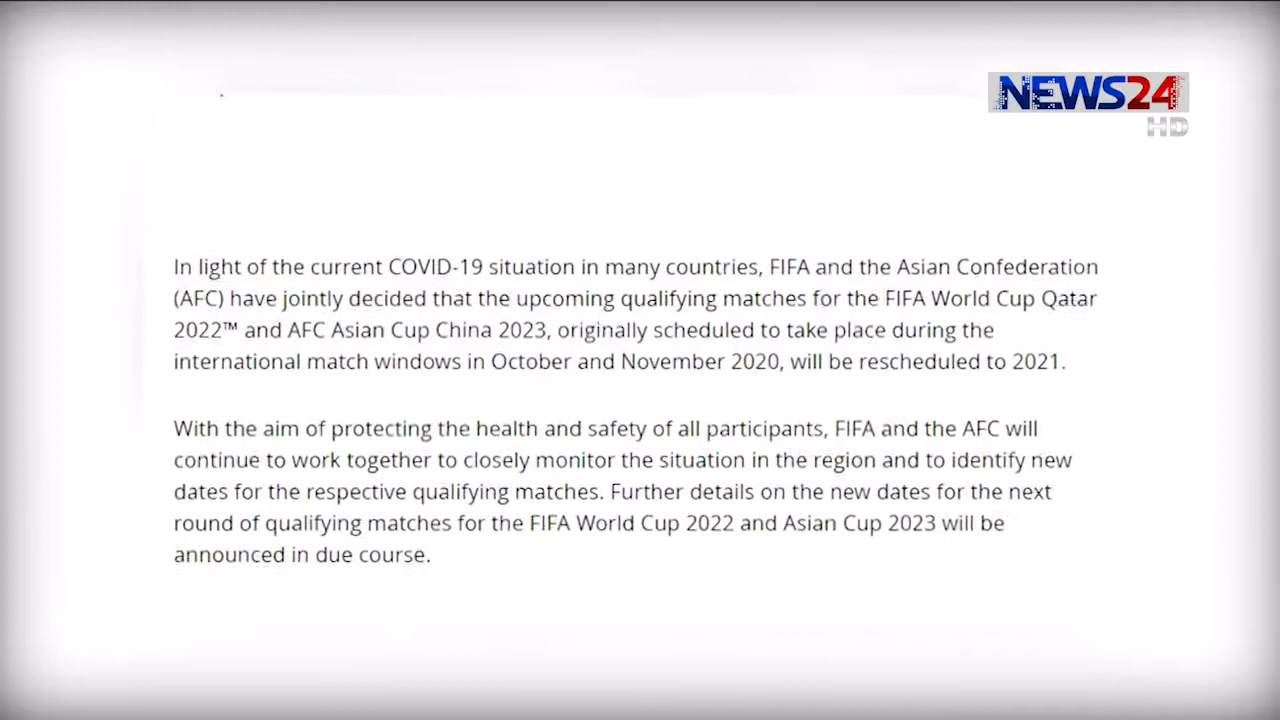 NEWS24
HD
In light of the current COVID-19 situation in many countries, FIFA and the Asian Confederation
(AFC) have jointly decided that the upcoming qualifying matches for the FIFA World Cup Qatar
2022™ and AFC Asian Cup China 2023, originally scheduled to take place during the
international match windows in October and November 2020, will be rescheduled to 2021.
With the aim of protecting the health and safety of all participants, FIFA and the AFC will
continue to work together to closely monitor the situation in the region and to identify new
dates for the respective qualifying matches. Further details on the new dates for the next
round of qualifying matches for the FIFA World Cup 2022 and Asian Cup 2023 will be
announced in due course.